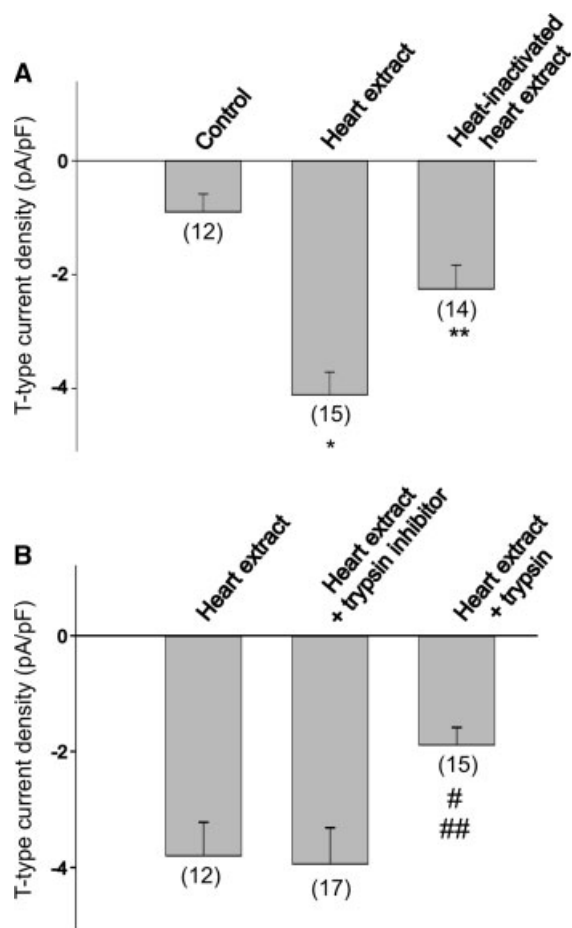 A
Control
Heart extract
Heat-inactivated
heart extract
T-type current density (pA/pF)
0
-2
-4
(12)
(15)
*
(14)
**
B
Heart extract
Heart extract
+ trypsin inhibitor
Heart extract
+ trypsin
T-type current density (pA/pF)
0
-2
-4
(12)
(17)
(15)
#
##